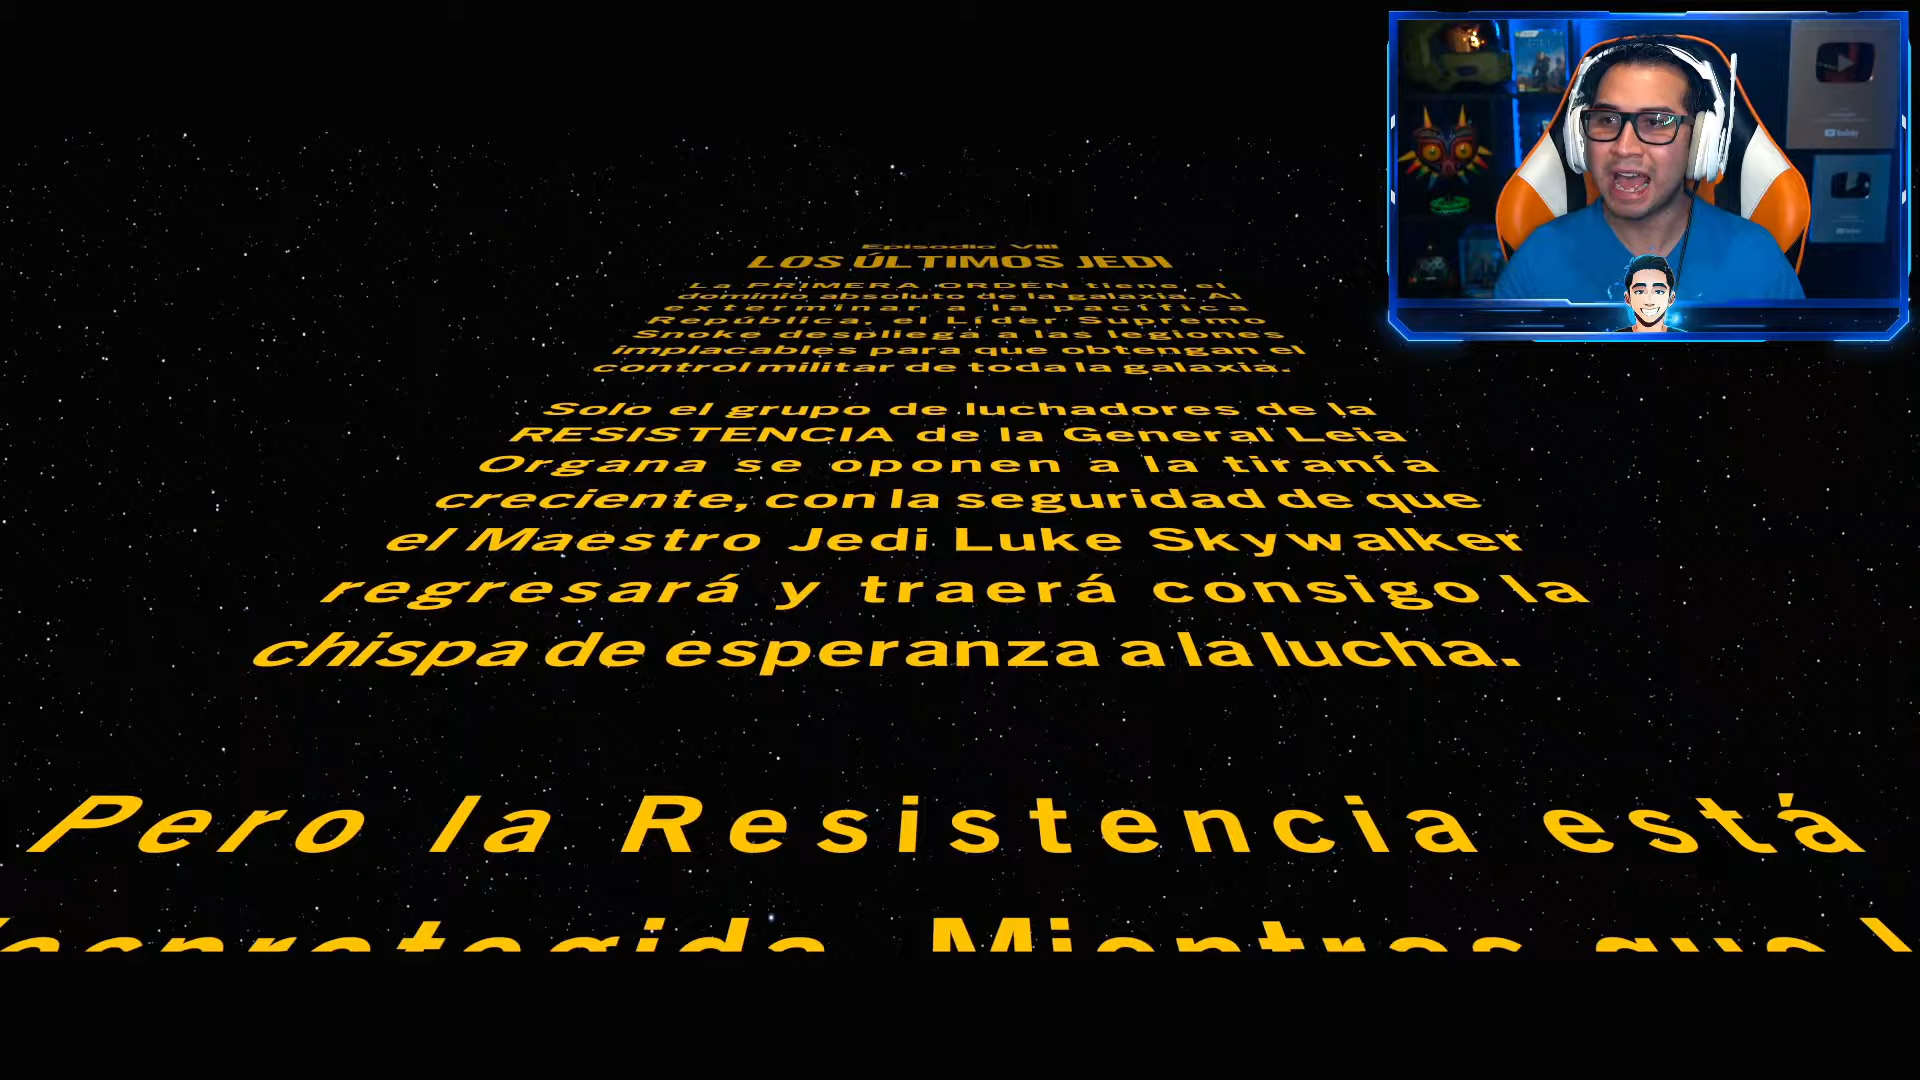 Episodio VIII
LOS ÚLTIMOS JEDI
La PRIMERA ORDEN tiene el
dominio absoluto de la galaxia. Al
exterminar a la pacífica
República, el Líder Supremo
Snoke despliega a las legiones
implacables para que obtengan el
control militar de toda la galaxia.
Solo el grupo de luchadores de la
RESISTENCIA de la General Leia
Organa se oponen a la tiranía
creciente, con la seguridad de que
el Maestro Jedi Luke Skywalker
regresará y traerá consigo la
chispa de esperanza a la lucha.
Pero la Resistencia está
Mientras que